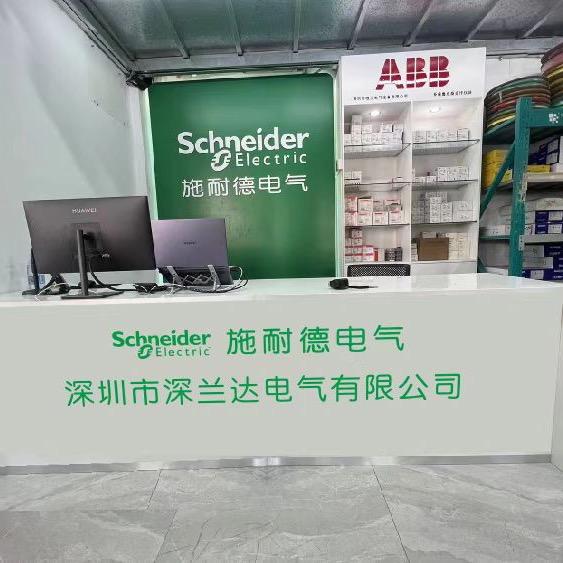 ABB
Schneider
Electric
施耐德电气
HUAWEI
Schneider
Electric
施耐德电气
深圳市深兰达电气有限公司